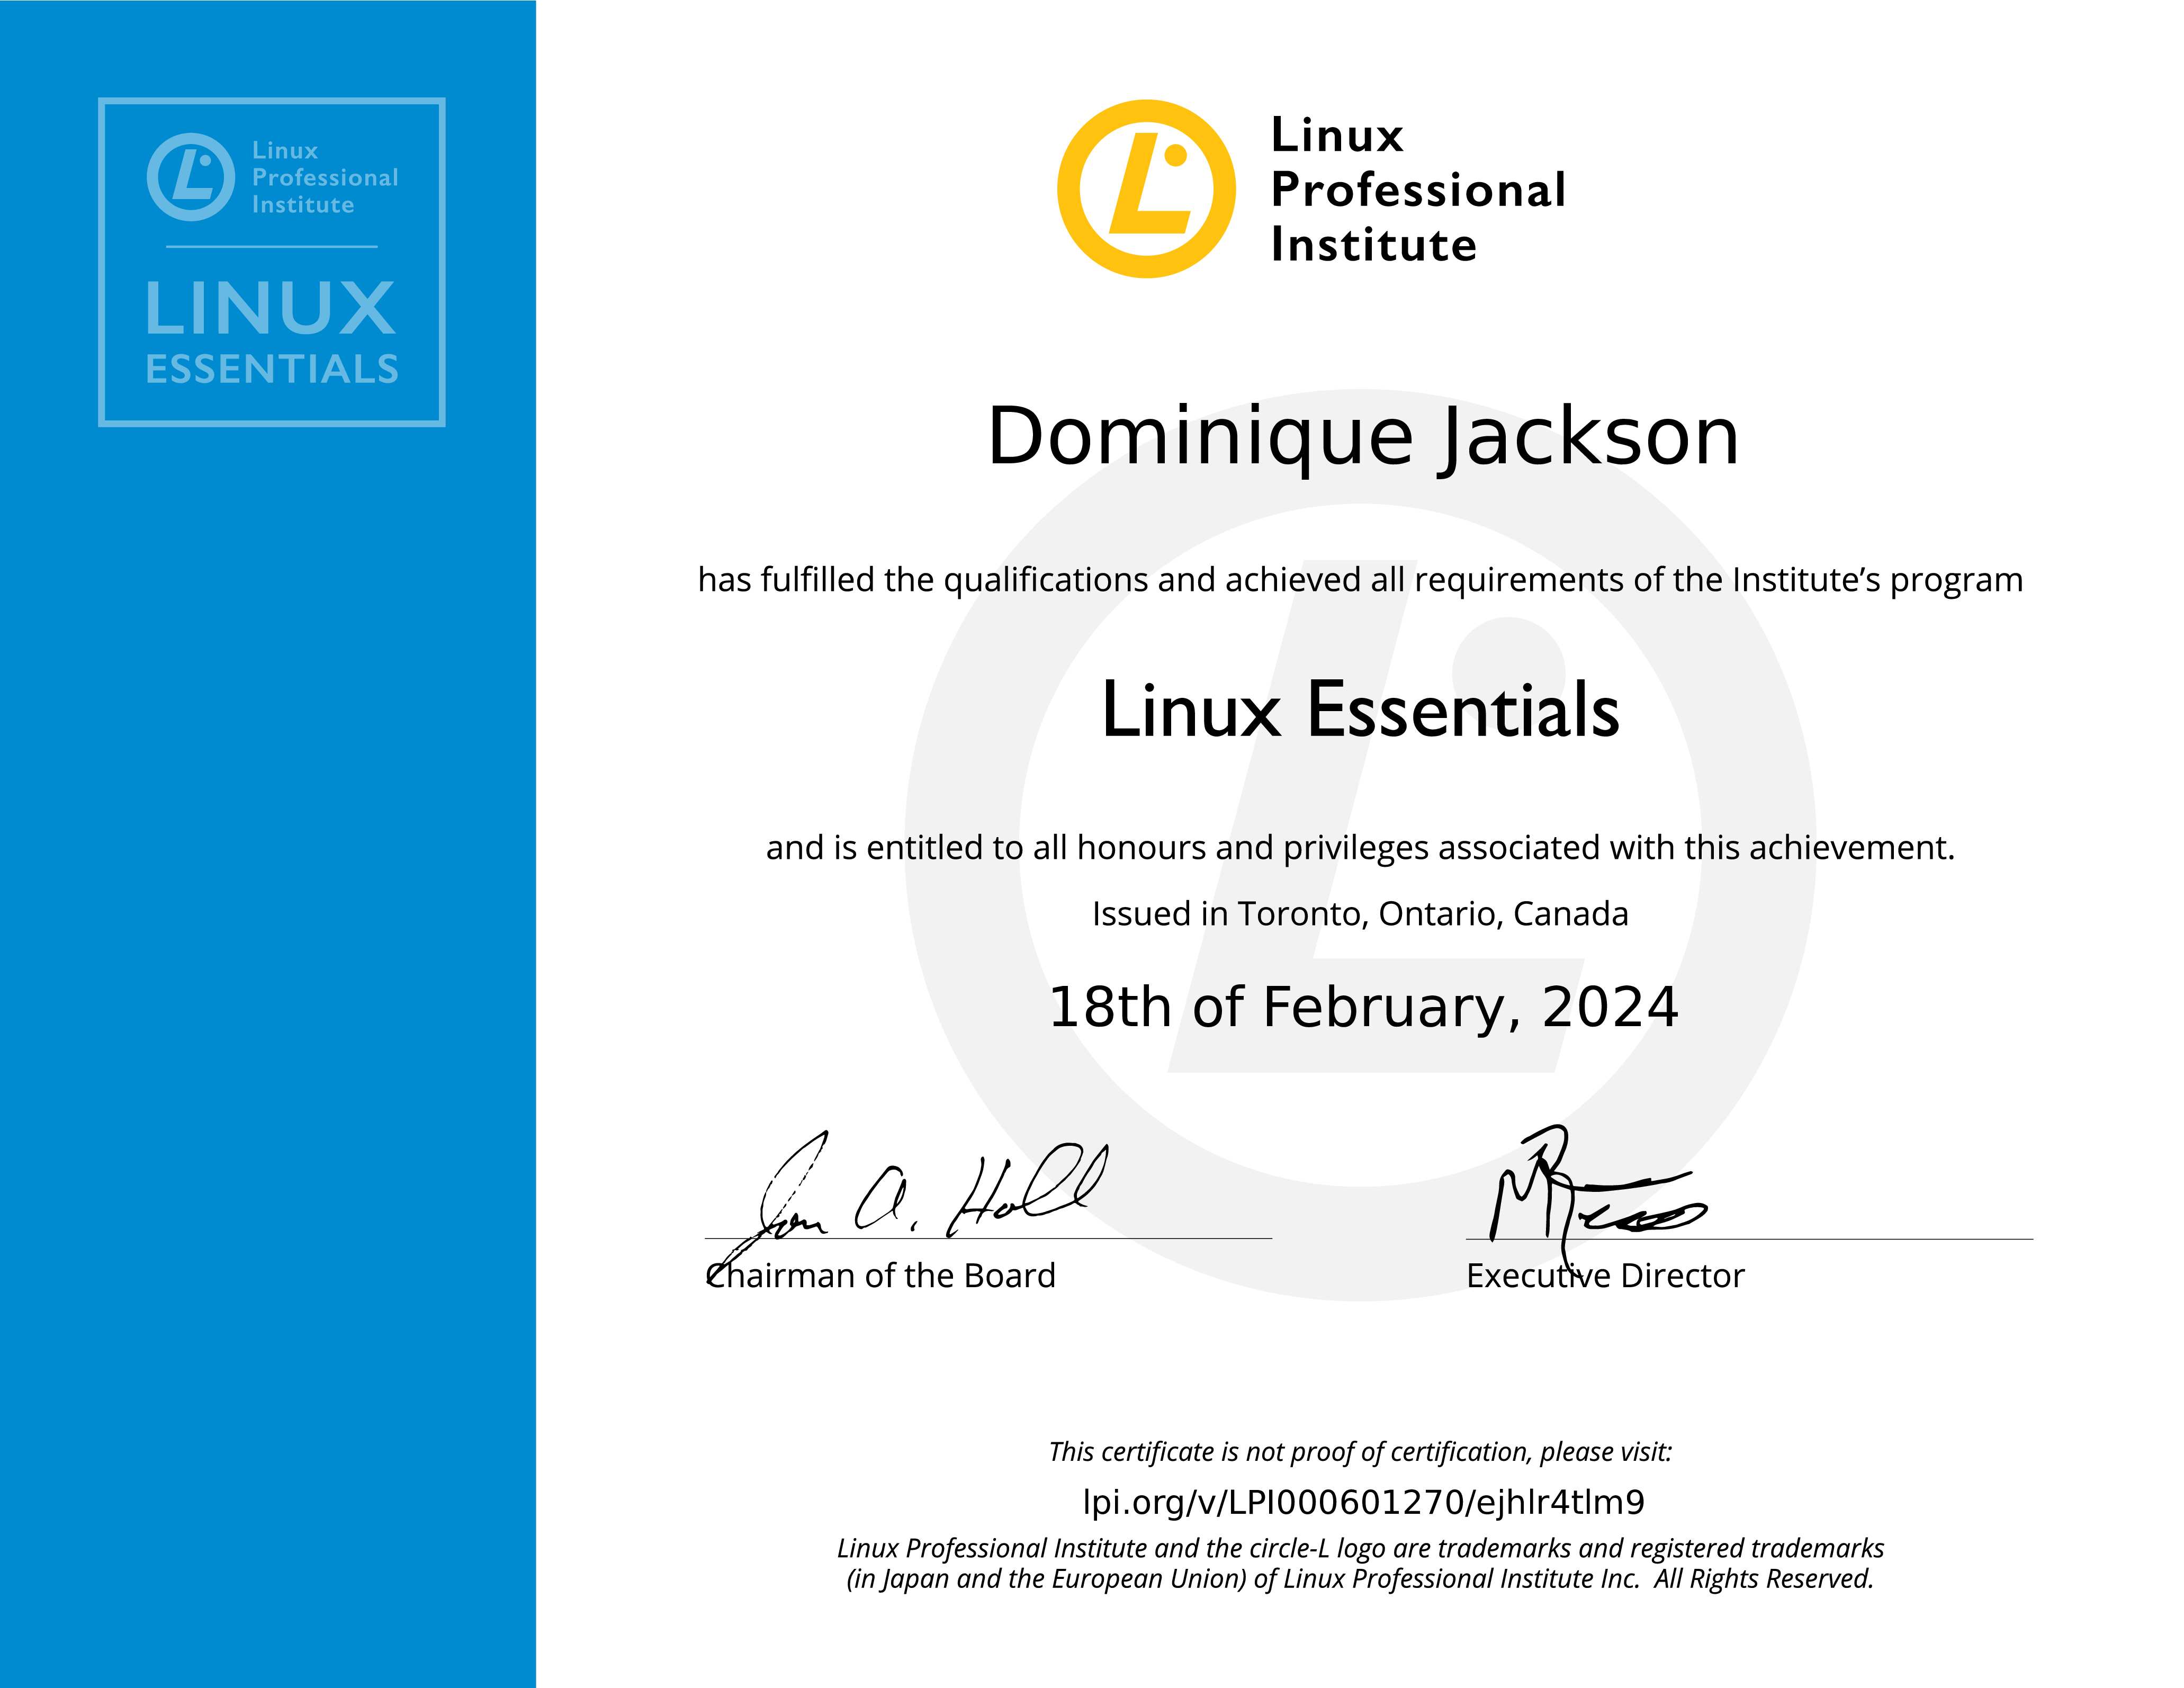 Linux
Professional
Institute
LINUX
ESSENTIALS
Linux
Professional
Institute
Dominique Jackson
has fulfilled the qualifications and achieved all requirements of the Institute’s program
Linux Essentials
and is entitled to all honours and privileges associated with this achievement.
Issued in Toronto, Ontario, Canada
18th of February, 2024
Jon A. Hall
Chairman of the Board
Executive Director
This certificate is not proof of certification, please visit:
lpi.org/v/LPI000601270/ejhlr4tlm9
Linux Professional Institute and the circle-L logo are trademarks and registered trademarks
(in Japan and the European Union) of Linux Professional Institute Inc.  All Rights Reserved.